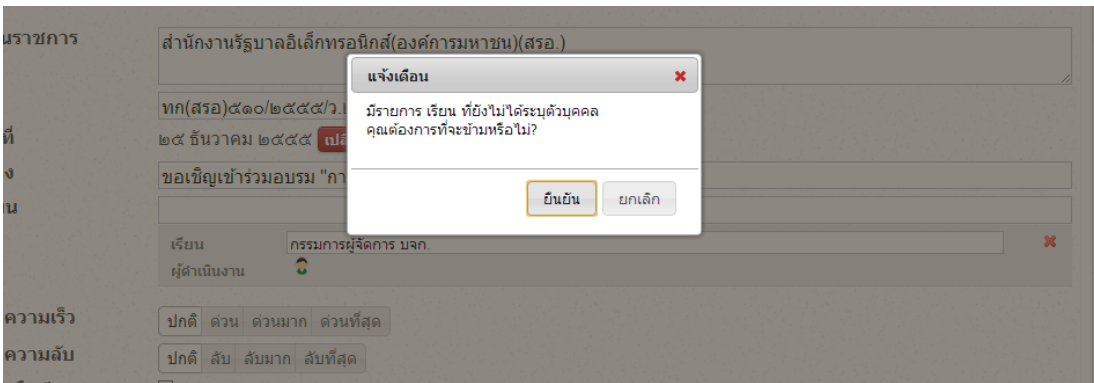 นราชการ
สำนักงานรัฐบาลอิเล็กทรอนิกส์(องค์การมหาชน)(สรอ.)
แจ้งเตือน
มีรายการ เรียน ที่ยังไม่ได้ระบุตัวบุคคล
คุณต้องการที่จะข้ามหรือไม่?
ยืนยัน ยกเลิก
ทก(สรอ)๕๑๐/๒๕๕๕/ว.
ที่ ๒๕ ธันวาคม ๒๕๕๕
ง ขอเชิญเข้าร่วมอบรม "กา
ยน
เรียน กรรมการผู้จัดการ บจก.
ผู้ดำเนินงาน
ความเร็ว ปกติ ด่วน ด่วนมาก ด่วนที่สุด
ความลับ ปกติ ลับ ลับมาก ลับที่สุด